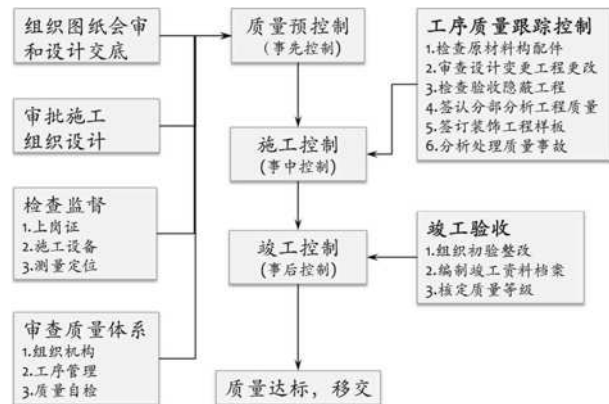 组织图纸会审
和设计交底
审批施工
组织设计
检查监督
1.上岗证
2.施工设备
3.测量定位
审查质量体系
1.组织机构
2.工序管理
3.质量自检
质量预控制
(事先控制)
施工控制
(事中控制)
竣工控制
(事后控制)
质量达标，移交
工序质量跟踪控制
1.检查原材料构配件
2.审查设计变更工程更改
3.检查验收隐蔽工程
4.签认分部分析工程质量
5.签订装饰工程样板
6.分析处理质量事故
竣工验收
1.组织初验整改
2.编制竣工资料档案
3.核定质量等级